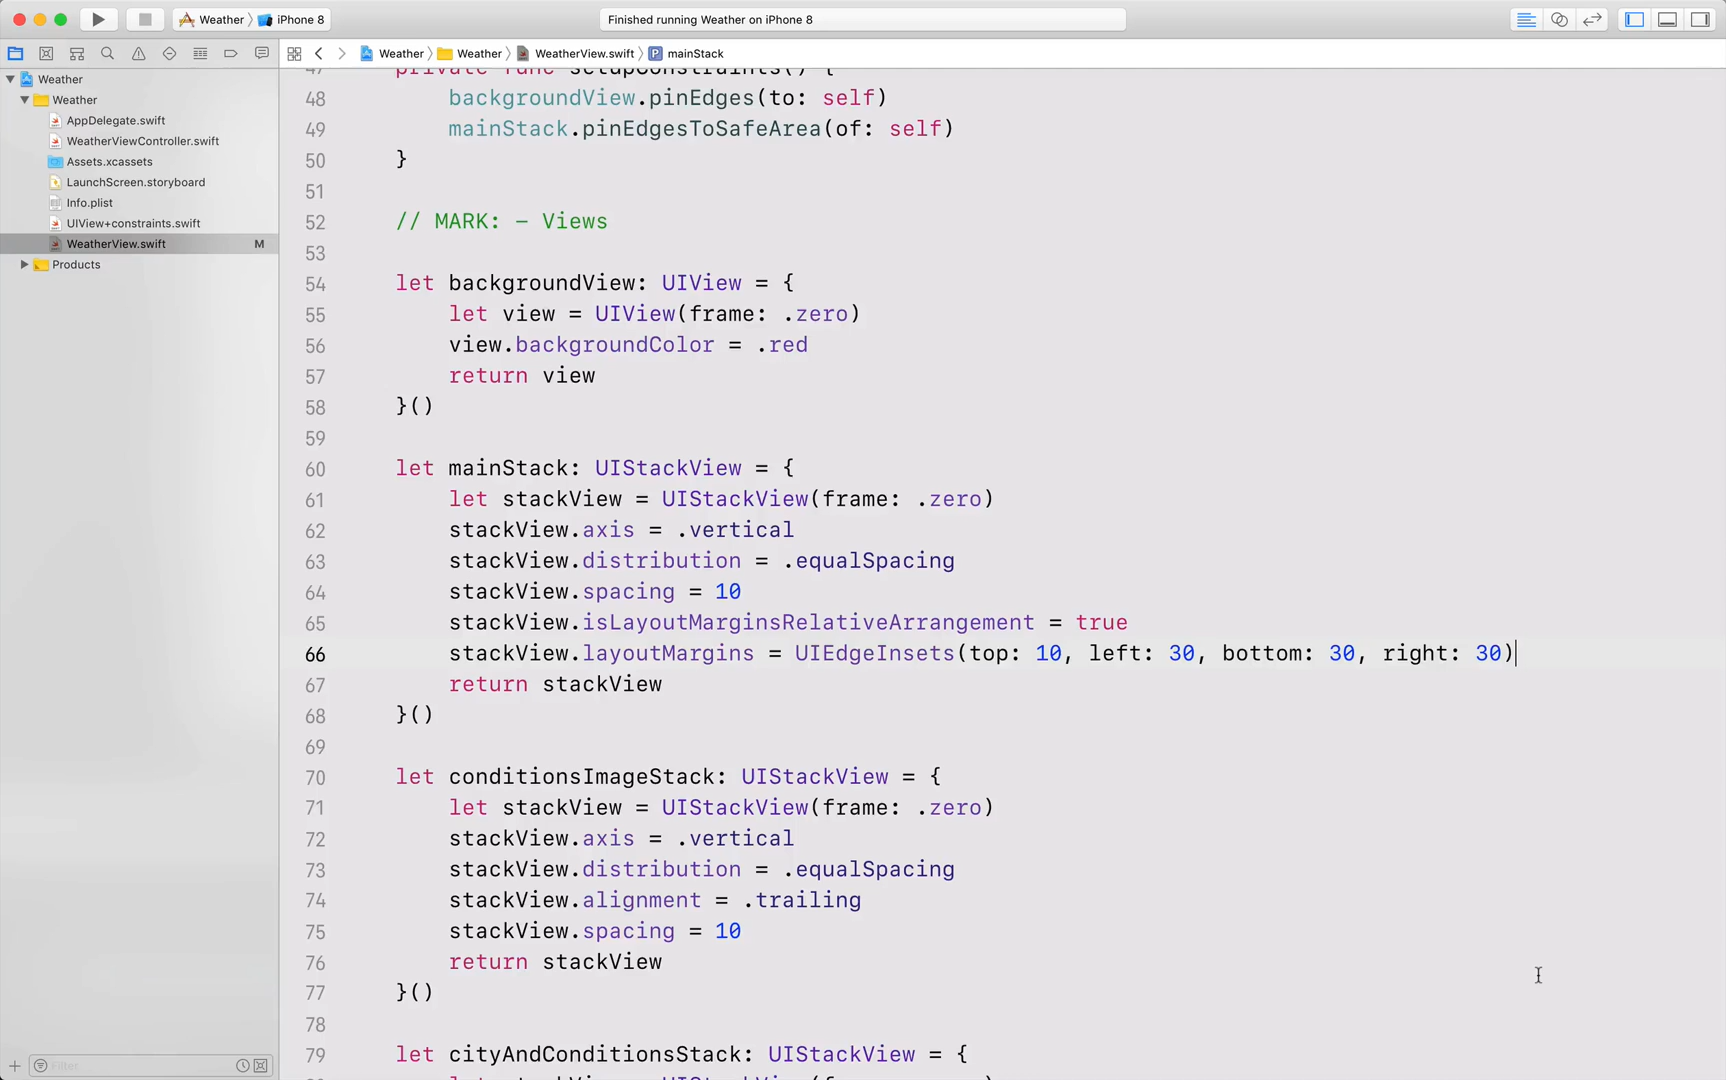 Weather iPhone 8
Finished running Weather on iPhone 8
Weather Weather WeatherView.swift P mainStack
Weather
Weather
AppDelegate.swift
WeatherViewController.swift
Assets.xcassets
LaunchScreen.storyboard
Info.plist
UIView+constraints.swift
WeatherView.swift M
Products
Filter
47 private func setupConstraints() {
48 backgroundView.pinEdges(to: self)
49 mainStack.pinEdgesToSafeArea(of: self)
50 }
51
52 // MARK: - Views
53
54 let backgroundView: UIView = {
55 let view = UIView(frame: .zero)
56 view.backgroundColor = .red
57 return view
58 }()
59
60 let mainStack: UIStackView = {
61 let stackView = UIStackView(frame: .zero)
62 stackView.axis = .vertical
63 stackView.distribution = .equalSpacing
64 stackView.spacing = 10
65 stackView.isLayoutMarginsRelativeArrangement = true
66 stackView.layoutMargins = UIEdgeInsets(top: 10, left: 30, bottom: 30, right: 30)
67 return stackView
68 }()
69
70 let conditionsImageStack: UIStackView = {
71 let stackView = UIStackView(frame: .zero)
72 stackView.axis = .vertical
73 stackView.distribution = .equalSpacing
74 stackView.alignment = .trailing
75 stackView.spacing = 10
76 return stackView
77 }()
78
79 let cityAndConditionsStack: UIStackView = {